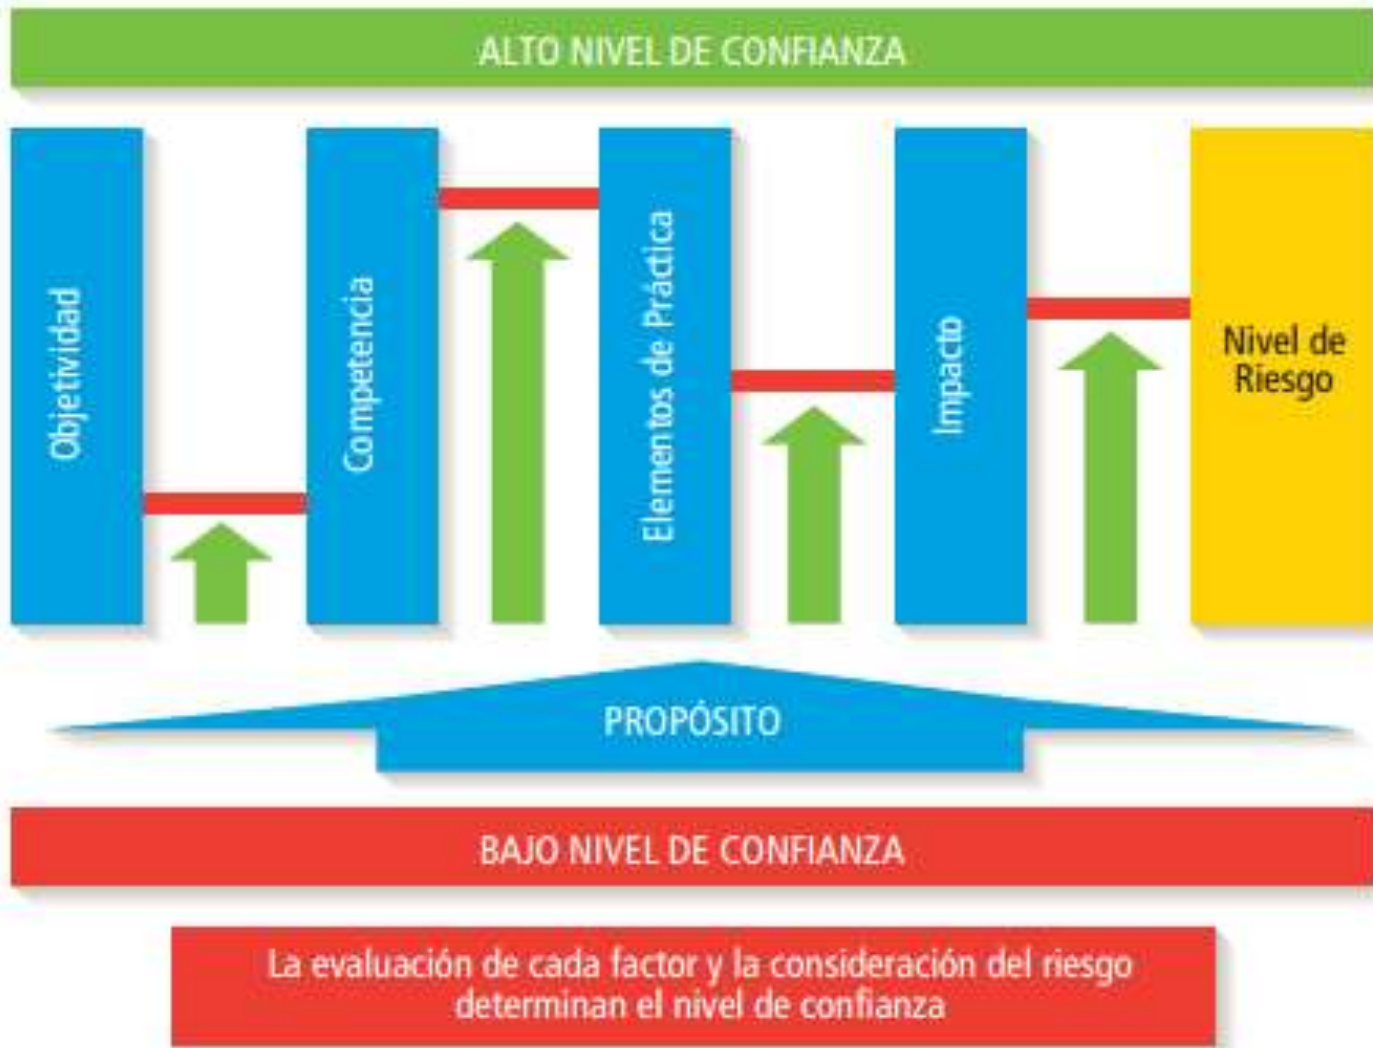 ALTO NIVEL DE CONFIANZA
Objetividad
Competencia
Elementos de Práctica
Impacto
Nivel de
Riesgo
PROPÓSITO
BAJO NIVEL DE CONFIANZA
La evaluación de cada factor y la consideración del riesgo
determinan el nivel de confianza